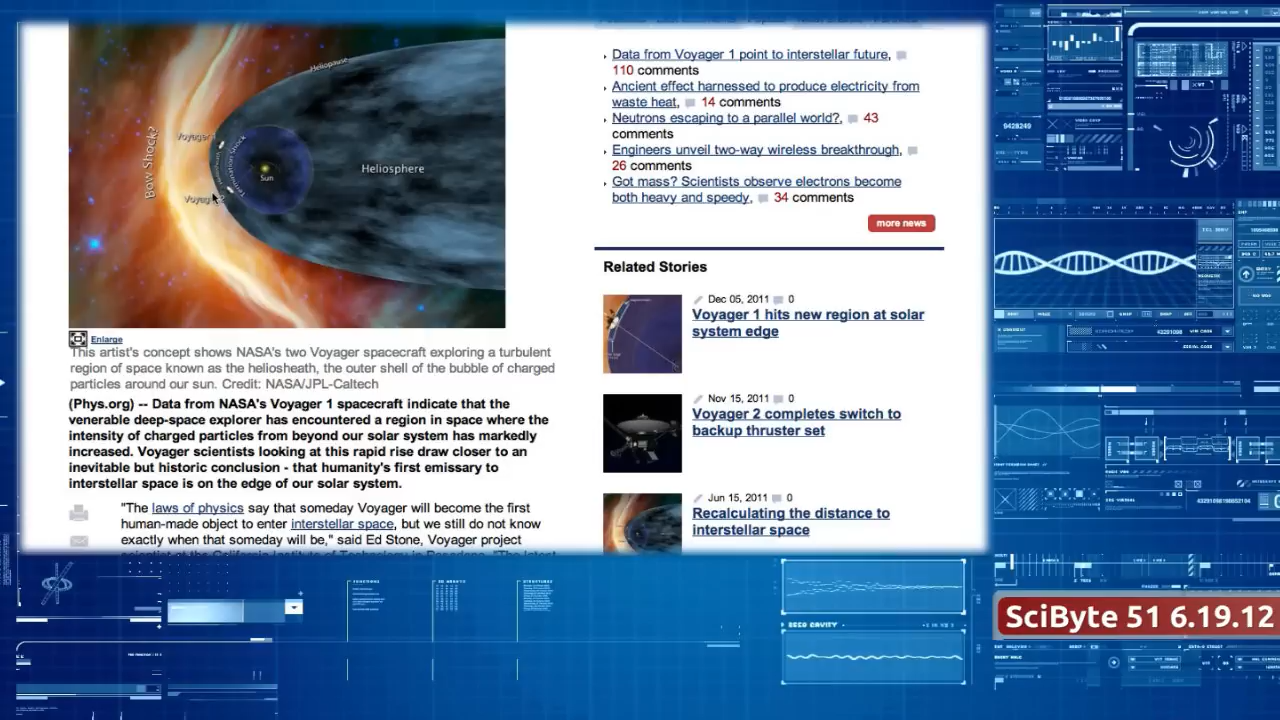 Heliopause
Bow Shock?
Voyager
Sun
Heliosphere
Enlarge
This artist's concept shows NASA's two Voyager spacecraft exploring a turbulent
region of space known as the heliosheath, the outer shell of the bubble of charged
particles around our sun. Credit: NASA/JPL-Caltech
(Phys.org) -- Data from NASA's Voyager 1 spacecraft indicate that the
venerable deep-space explorer has encountered a region in space where the
intensity of charged particles from beyond our solar system has markedly
increased. Voyager scientists looking at this rapid rise draw closer to an
inevitable but historic conclusion - that humanity's first emissary to
interstellar space is on the edge of our solar system.
"The laws of physics say that someday Voyager will become the first
human-made object to enter interstellar space, but we still do not know
exactly when that someday will be," said Ed Stone, Voyager project
scientist at the California Institute of Technology in Pasadena. "The latest
Data from Voyager 1 point to interstellar future,
110 comments
Ancient effect harnessed to produce electricity from
waste heat, 14 comments
Neutrons escaping to a parallel world?, 43
comments
Engineers unveil two-way wireless breakthrough,
26 comments
Got mass? Scientists observe electrons become
both heavy and speedy, 34 comments
more news
Related Stories
Dec 05, 2011 0
Voyager 1 hits new region at solar
system edge
Nov 15, 2011 0
Voyager 2 completes switch to
backup thruster set
Jun 15, 2011 0
Recalculating the distance to
interstellar space
9428249
SciByte 51 6.19.12